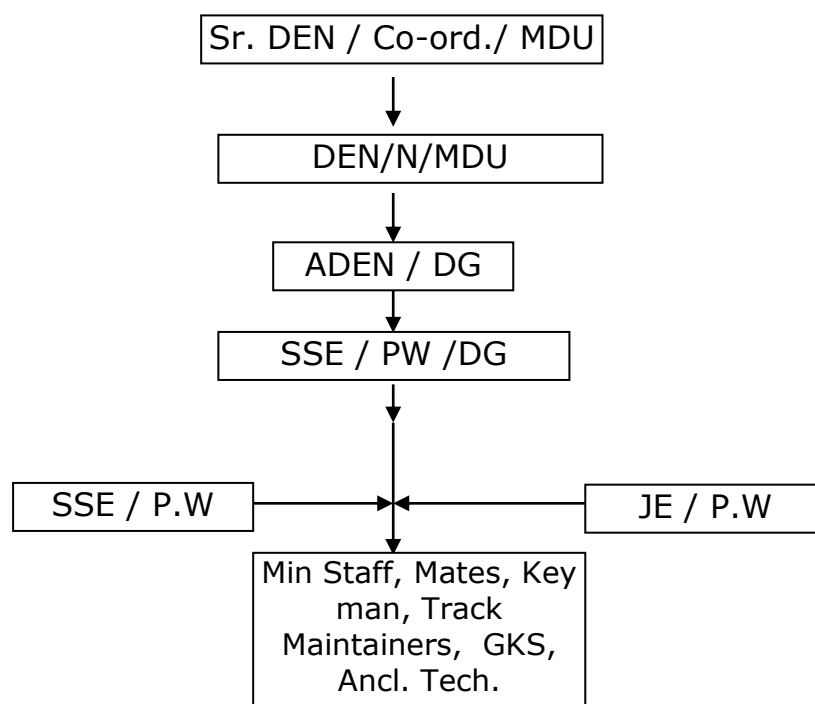 Sr. DEN / Co-ord./ MDU
DEN/N/MDU
ADEN / DG
SSE / PW /DG
SSE / P.W
JE / P.W
Min Staff, Mates, Key
man, Track
Maintainers, GKS,
Ancl. Tech.